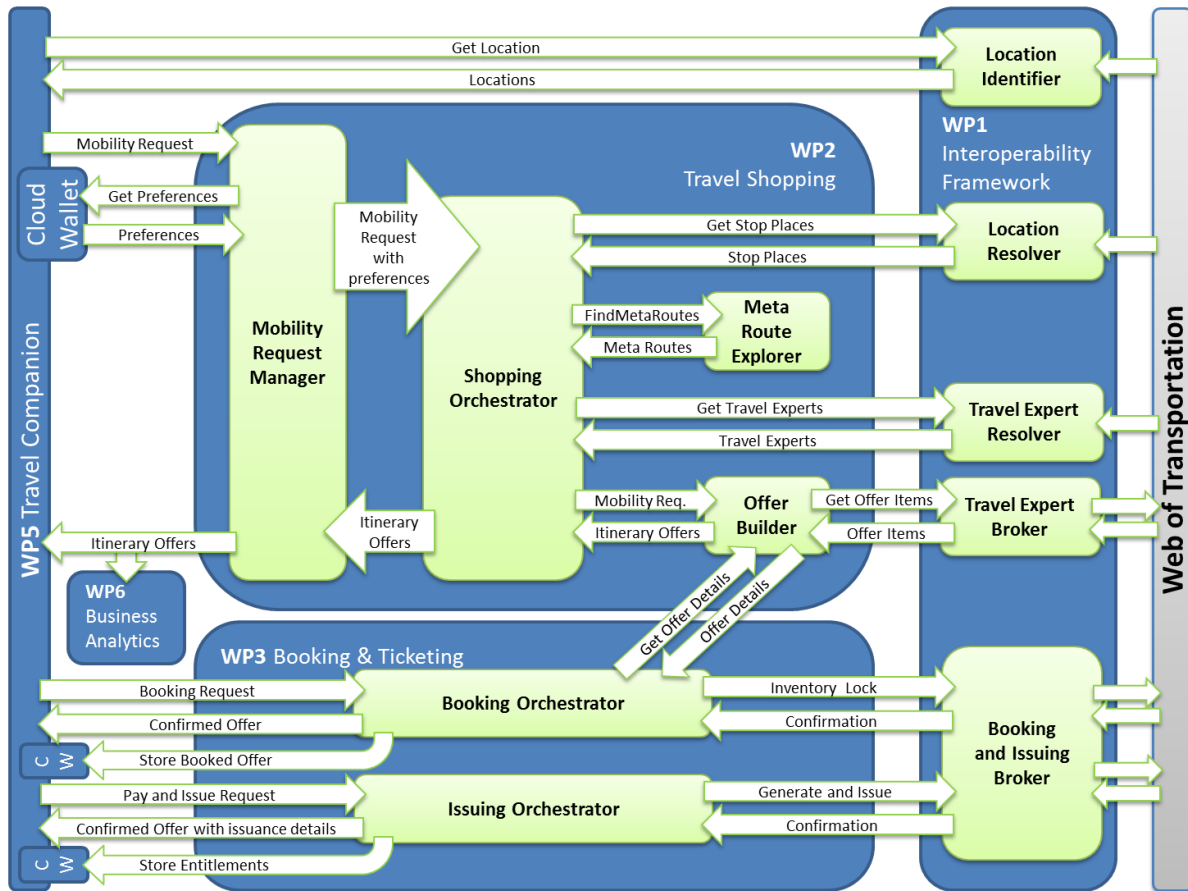 Get Location
Locations
Location
Identifier
WP1
Interoperability
Framework
WP2
Travel Shopping
Mobility Request
Get Preferences
Preferences
Cloud
Wallet
Mobility
Request
with
preferences
Mobility
Request
Manager
Shopping
Orchestrator
Get Stop Places
Stop Places
Location
Resolver
FindMetaRoutes
Meta Routes
Meta
Route
Explorer
Get Travel Experts
Travel Experts
Travel Expert
Resolver
Mobility Req.
Itinerary Offers
Offer
Builder
Get Offer Items
Offer Items
Travel Expert
Broker
Itinerary
Offers
Itinerary Offers
WP5 Travel Companion
Web of Transportation
WP6
Business
Analytics
Get Offer Details
Offer Details
WP3 Booking & Ticketing
Booking Request
Confirmed Offer
Store Booked Offer
C
W
Booking Orchestrator
Inventory Lock
Confirmation
Booking
and Issuing
Broker
Pay and Issue Request
Confirmed Offer with issuance details
Store Entitlements
C
W
Issuing Orchestrator
Generate and Issue
Confirmation